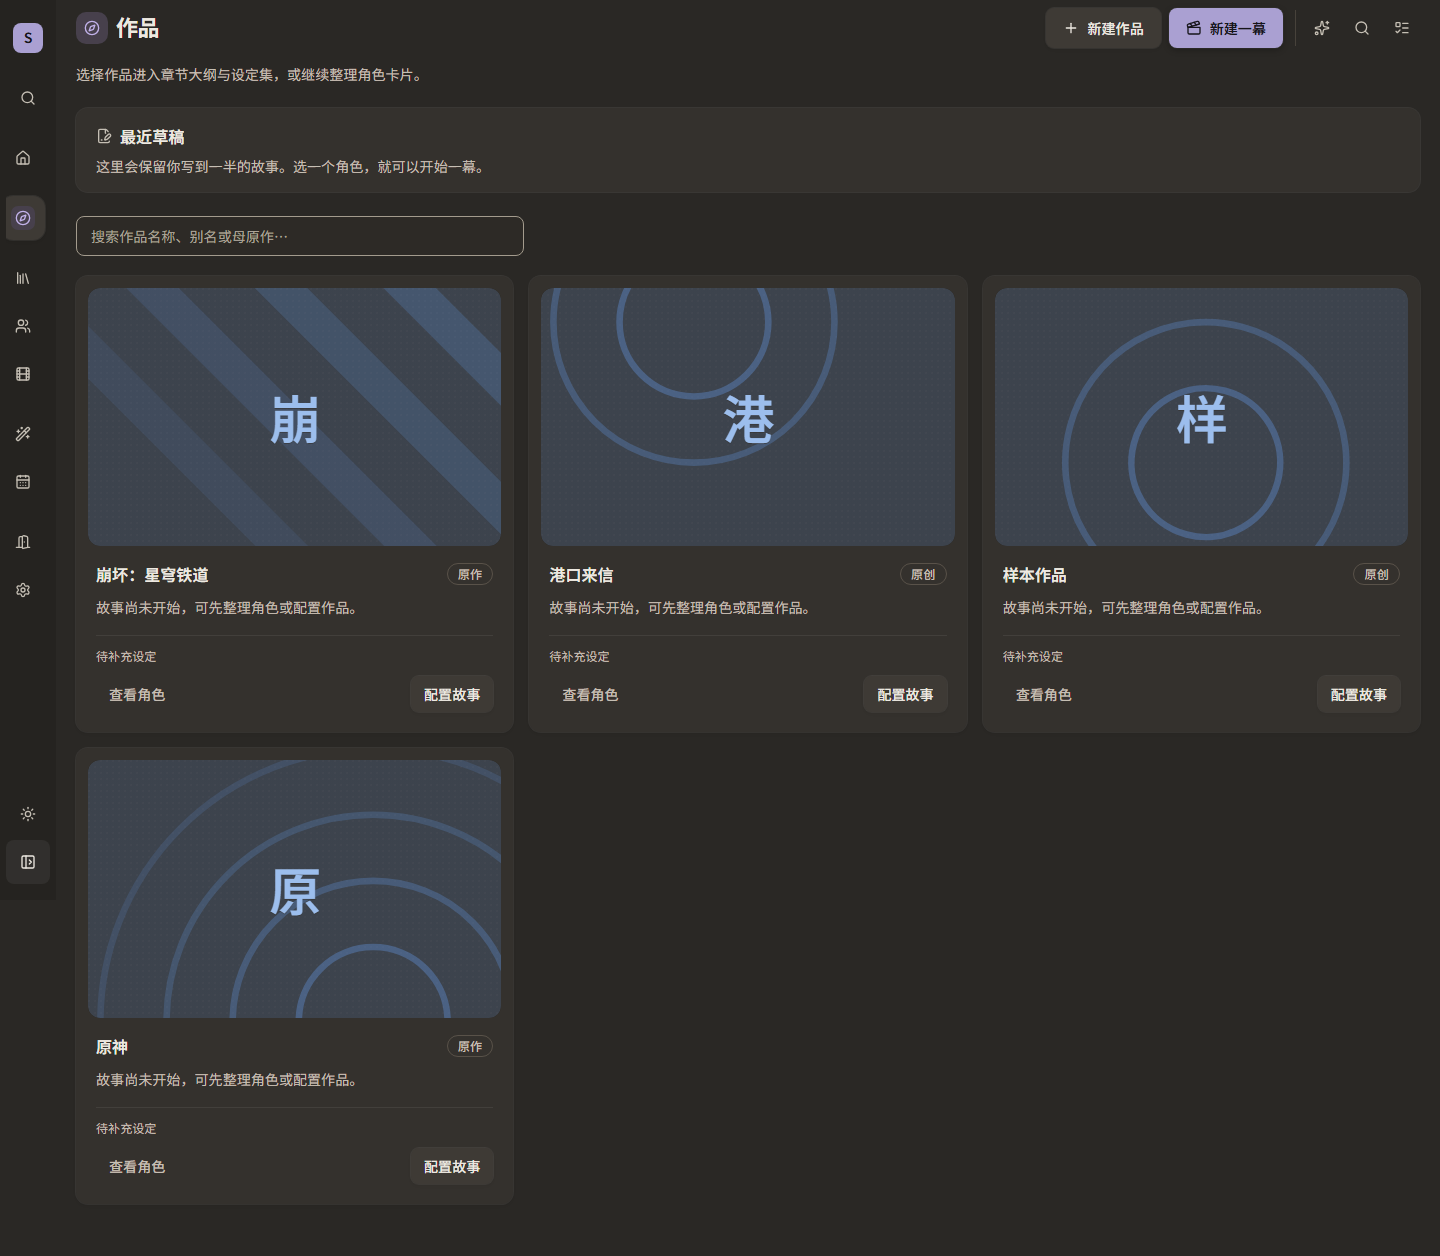 S
作品
新建作品
新建一幕
选择作品进入章节大纲与设定集，或继续整理角色卡片。
最近草稿
这里会保留你写到一半的故事。选一个角色，就可以开始一幕。
搜索作品名称、别名或母原作…
崩
崩坏：星穹铁道
原作
故事尚未开始，可先整理角色或配置作品。
待补充设定
查看角色
配置故事
港
港口来信
原创
故事尚未开始，可先整理角色或配置作品。
待补充设定
查看角色
配置故事
样
样本作品
原创
故事尚未开始，可先整理角色或配置作品。
待补充设定
查看角色
配置故事
原
原神
原作
故事尚未开始，可先整理角色或配置作品。
待补充设定
查看角色
配置故事